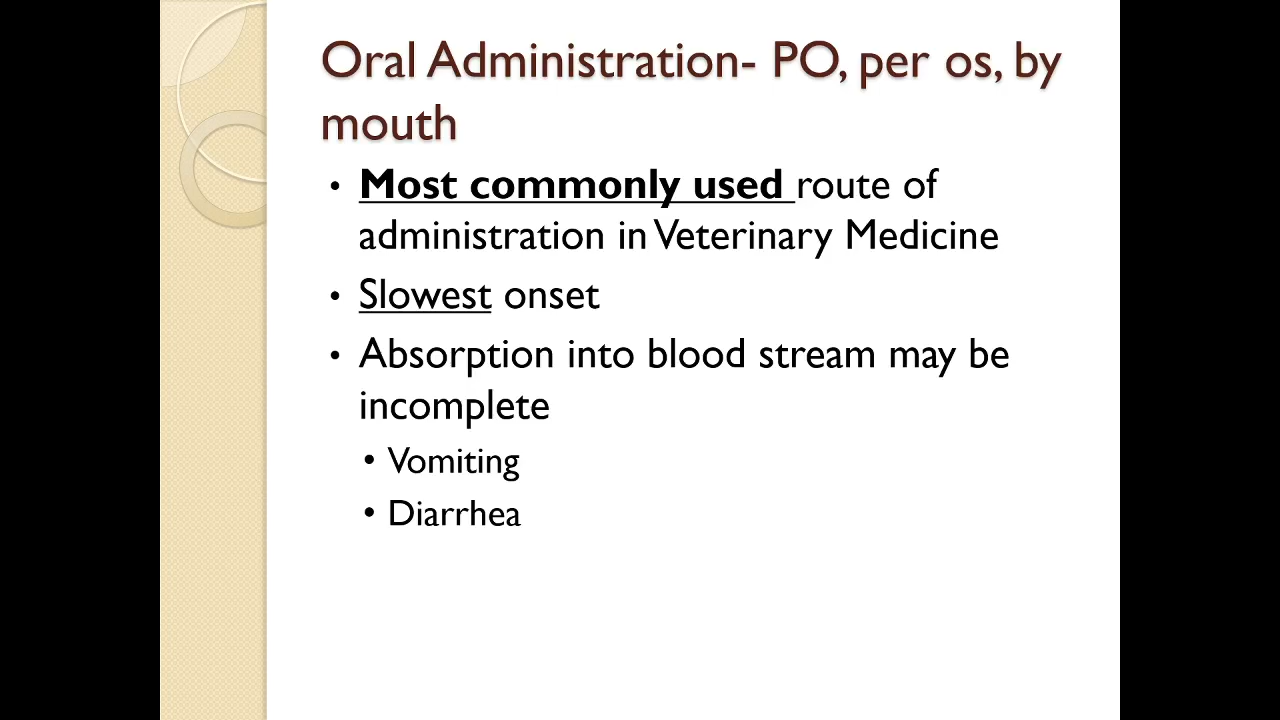 Oral Administration- PO, per os, by
mouth
• Most commonly used route of
administration in Veterinary Medicine
• Slowest onset
• Absorption into blood stream may be
incomplete
• Vomiting
• Diarrhea